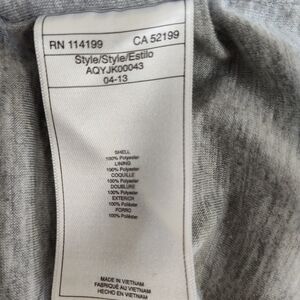 RN 114199 CA 52199
Style/Style/Estilo
AQYJK00043
04-13
SHELL
100% Polyester
LINING
100% Polyester
COQUILLE
100% Polyester
DOUBLURE
100% Polyester
EXTERIOR
100% Poliéster
FORRO
100% Poliéster
MADE IN VIETNAM
FABRIQUÉ AU VIETNAM
HECHO EN VIETNAM